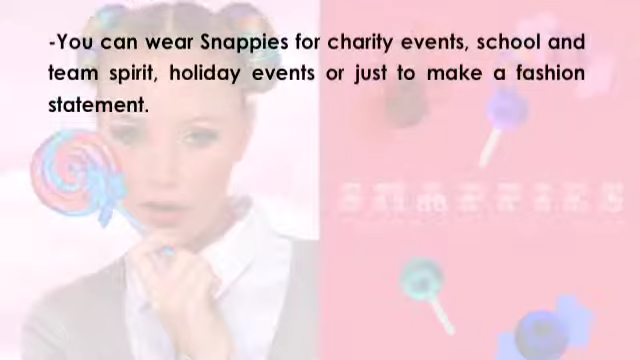 -You can wear Snappies for charity events, school and
team spirit, holiday events or just to make a fashion
statement.
SNAPPIES